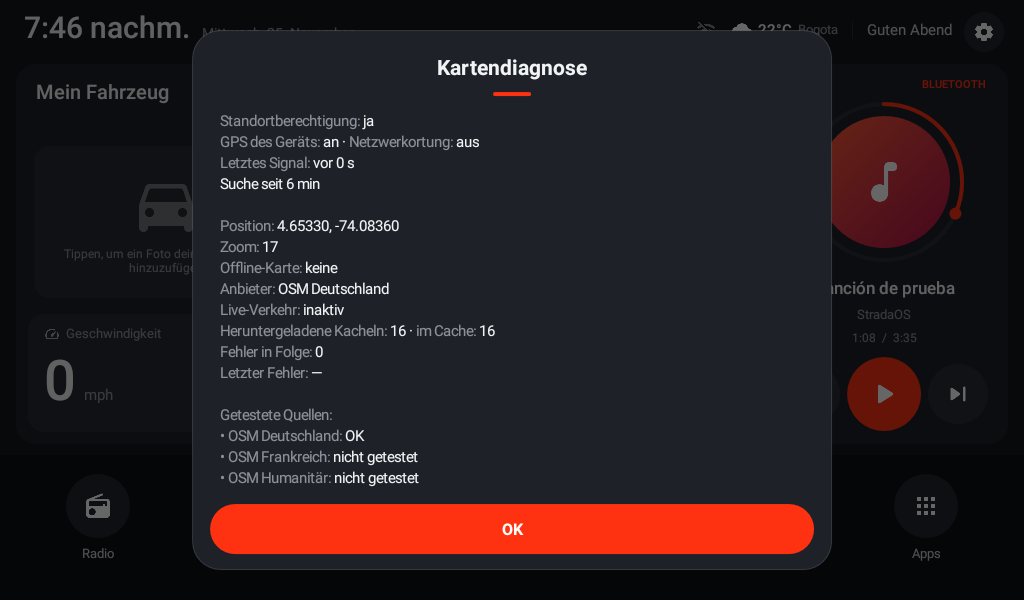 7:46 nachm.
22°C Bogota
Guten Abend
Mein Fahrzeug
Kartendiagnose
BLUETOOTH
Standortberechtigung: ja
GPS des Geräts: an · Netzwerkortung: aus
Letztes Signal: vor 0 s
Suche seit 6 min
Position: 4.65330, -74.08360
Zoom: 17
Offline-Karte: keine
Anbieter: OSM Deutschland
Live-Verkehr: inaktiv
Heruntergeladene Kacheln: 16 · im Cache: 16
Fehler in Folge: 0
Letzter Fehler: —
Getestete Quellen:
• OSM Deutschland: OK
• OSM Frankreich: nicht getestet
• OSM Humanitär: nicht getestet
OK
Tippen, um ein Foto
Geschwindigkeit
0 mph
de prueba
StradaOS
1:08 / 3:35
Radio
Apps